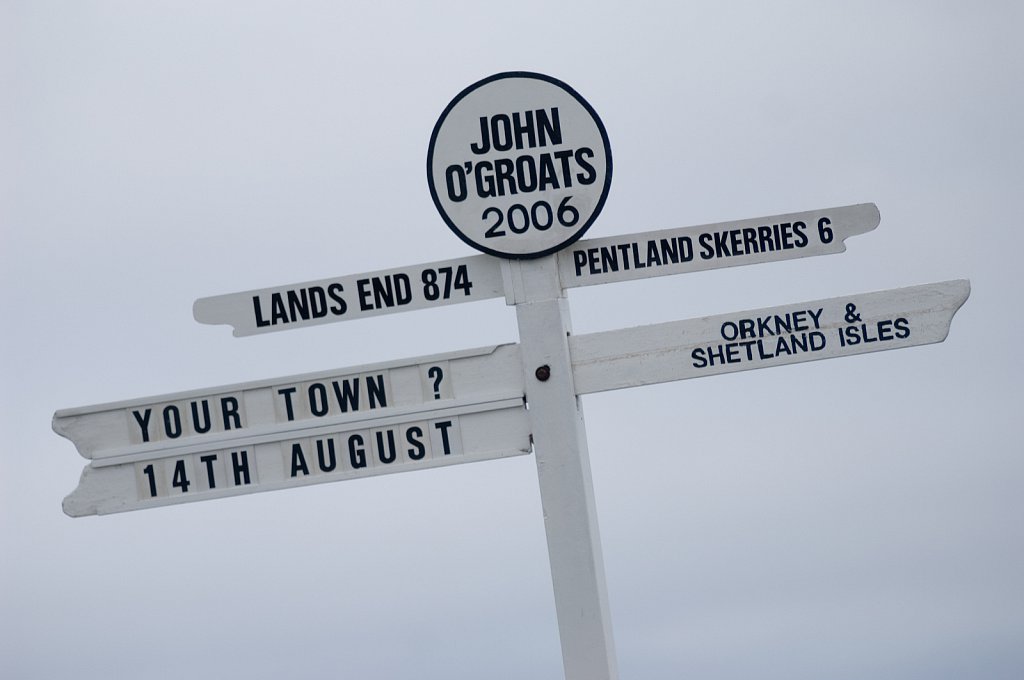 JOHN
O'GROATS
2006
LANDS END 874
PENTLAND SKERRIES 6
ORKNEY &
SHETLAND ISLES
YOUR TOWN ?
14TH AUGUST